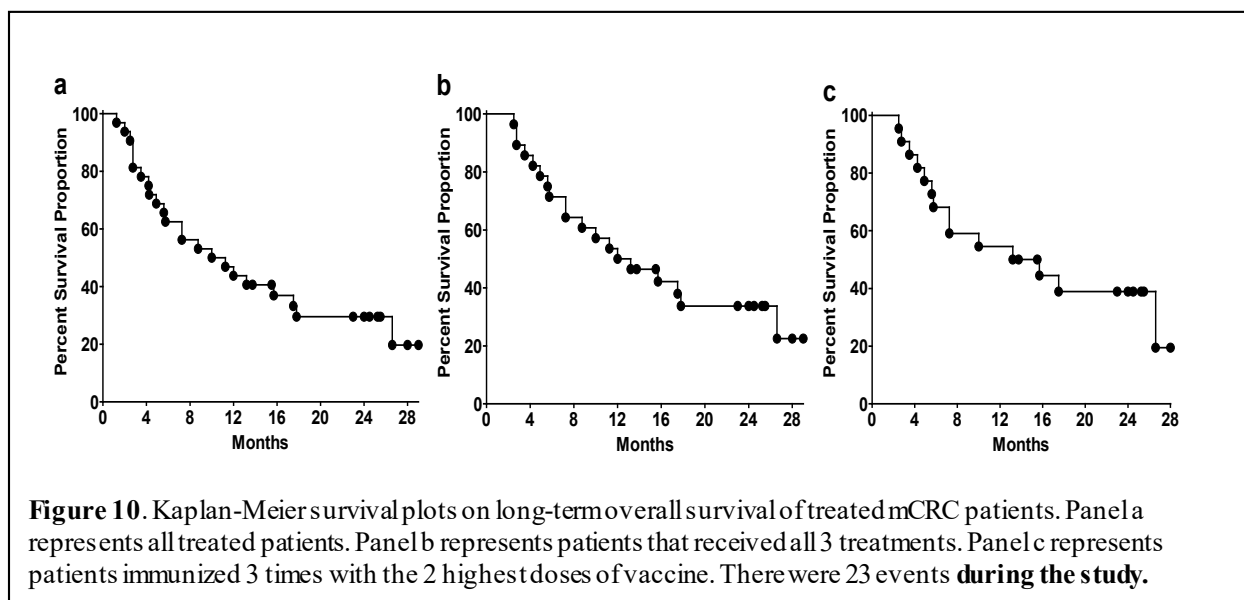 a
b
c
100
80
60
40
20
0
Percent Survival Proportion
0 4 8 12 16 20 24 28
Months
100
80
60
40
20
0
Percent Survival Proportion
0 4 8 12 16 20 24 28
Months
100
80
60
40
20
0
Percent Survival Proportion
0 4 8 12 16 20 24 28
Months
Figure 10. Kaplan-Meier survival plots on long-term overall survival of treated mCRC patients. Panel a
represents all treated patients. Panel b represents patients that received all 3 treatments. Panel c represents
patients immunized 3 times with the 2 highest doses of vaccine. There were 23 events during the study.